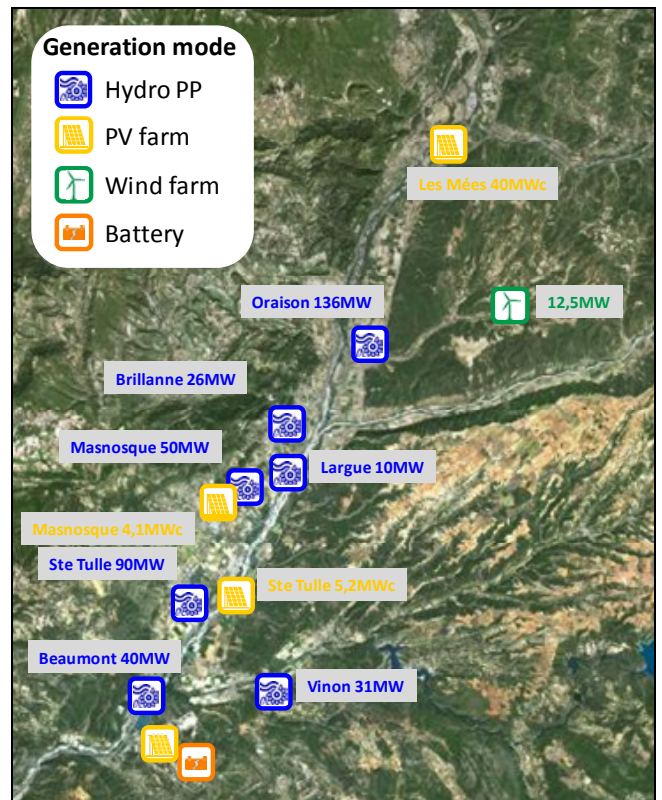 Generation mode
Hydro PP
PV farm
Wind farm
Battery
Les Mées 40MWc
Oraison 136MW
12,5MW
Brillanne 26MW
Masnosque 50MW
Largue 10MW
Masnosque 4,1MWc
Ste Tulle 90MW
Ste Tulle 5,2MWc
Beaumont 40MW
Vinon 31MW